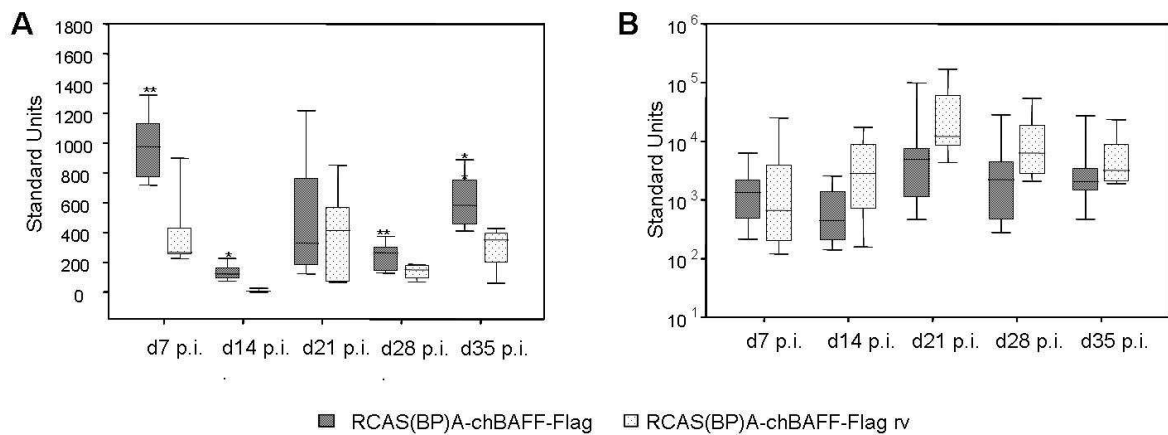 A
Standard Units
1800
1600
1400
1200
1000
800
600
400
200
0
**
*
**
*
*
d7 p.i.
d14 p.i.
d21 p.i.
d28 p.i.
d35 p.i.
B
Standard Units
10^6
10^5
10^4
10^3
10^2
10^1
d7 p.i.
d14 p.i.
d21 p.i.
d28 p.i.
d35 p.i.
RCAS(BP)A-chBAFF-Flag
RCAS(BP)A-chBAFF-Flag rv